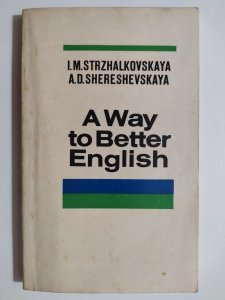 I.M.STRZHALKOVSKAYA
A.D.SHERESHEVSKAYA
A Way
to Better
English